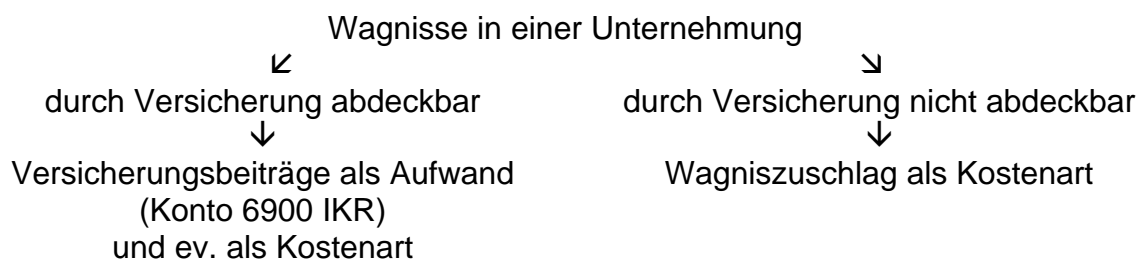 Wagnisse in einer Unternehmung
↙ ↘
durch Versicherung abdeckbar durch Versicherung nicht abdeckbar
↓ ↓
Versicherungsbeiträge als Aufwand Wagniszuschlag als Kostenart
(Konto 6900 IKR)
und ev. als Kostenart